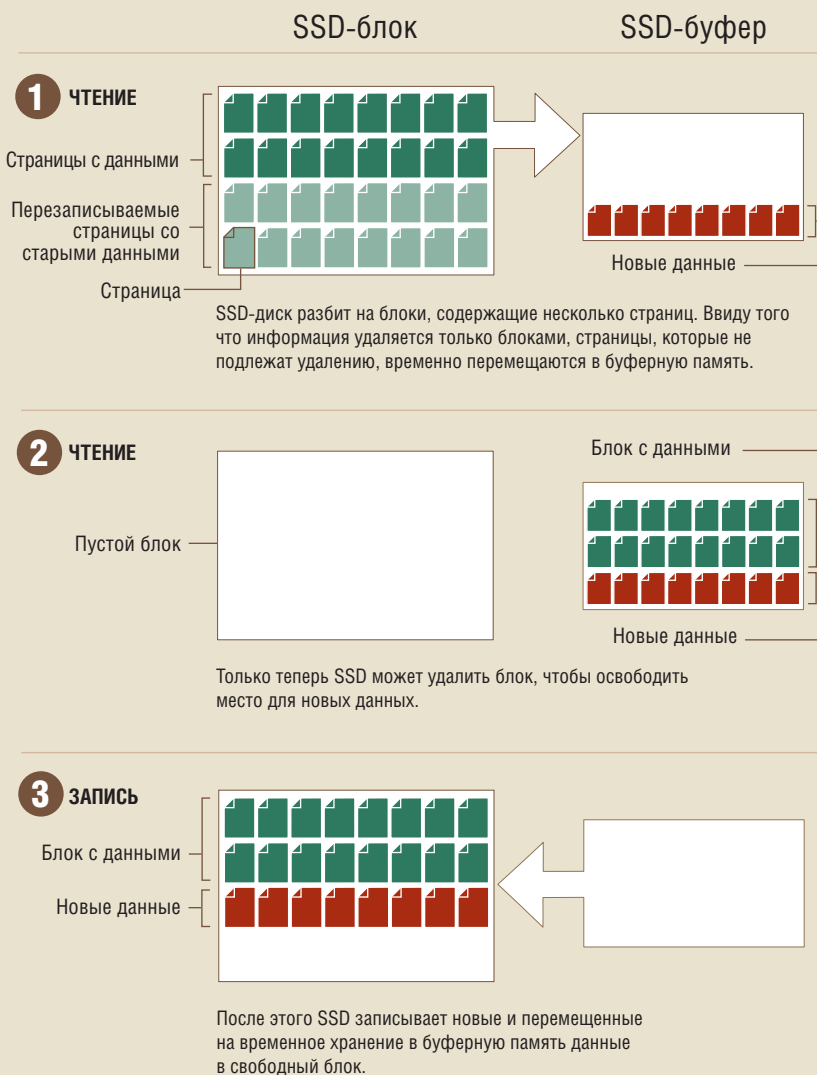 SSD-блок
SSD-буфер
1 ЧТЕНИЕ
Страницы с данными
Перезаписываемые
страницы со
старыми данными
Страница
Новые данные
SSD-диск разбит на блоки, содержащие несколько страниц. Ввиду того
что информация удаляется только блоками, страницы, которые не
подлежат удалению, временно перемещаются в буферную память.
2 ЧТЕНИЕ
Пустой блок
Блок с данными
Новые данные
Только теперь SSD может удалить блок, чтобы освободить
место для новых данных.
3 ЗАПИСЬ
Блок с данными
Новые данные
После этого SSD записывает новые и перемещенные
на временное хранение в буферную память данные
в свободный блок.